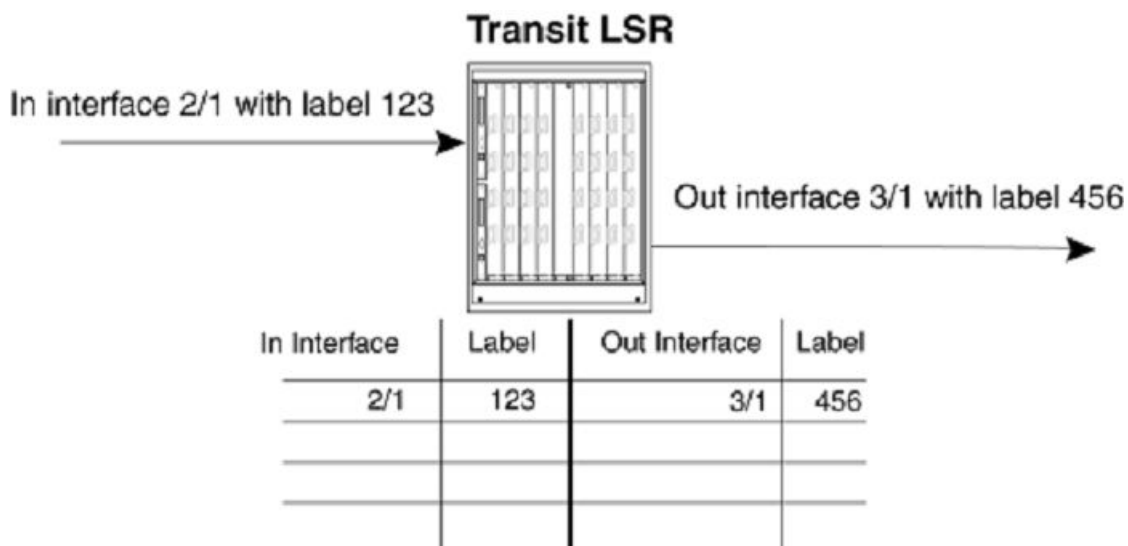 Transit LSR
In interface 2/1 with label 123
Out interface 3/1 with label 456
In Interface Label Out Interface Label
2/1 123 3/1 456